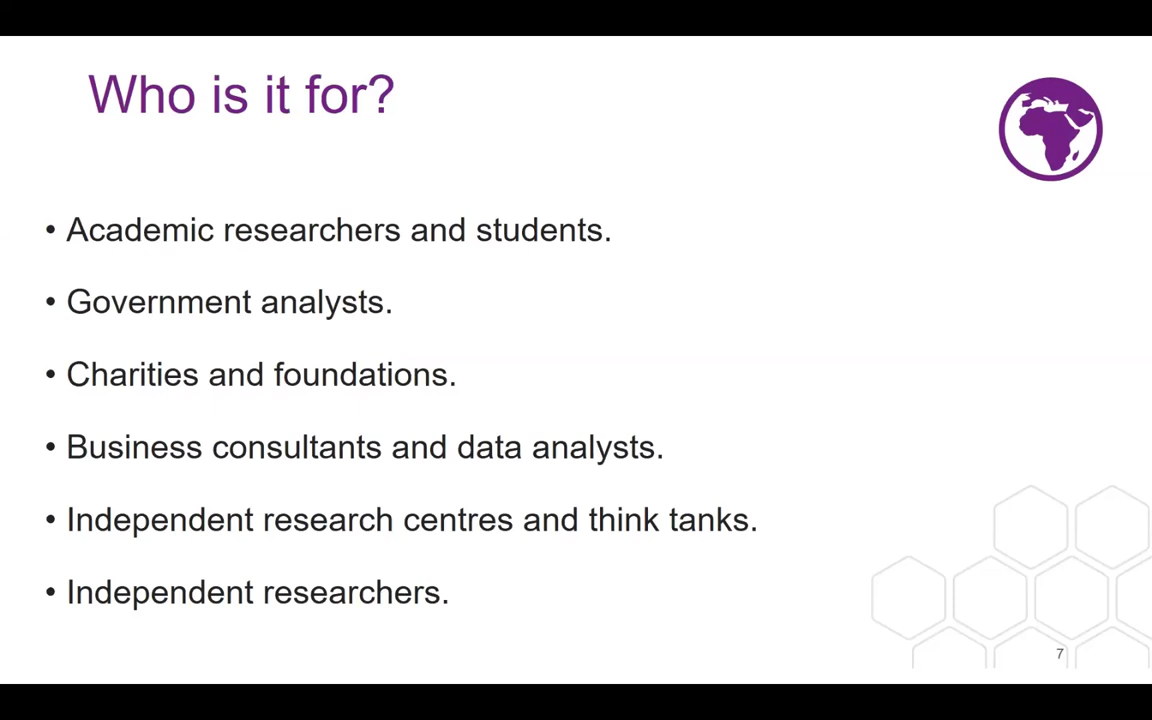 Who is it for?
• Academic researchers and students.
• Government analysts.
• Charities and foundations.
• Business consultants and data analysts.
• Independent research centres and think tanks.
• Independent researchers.
7